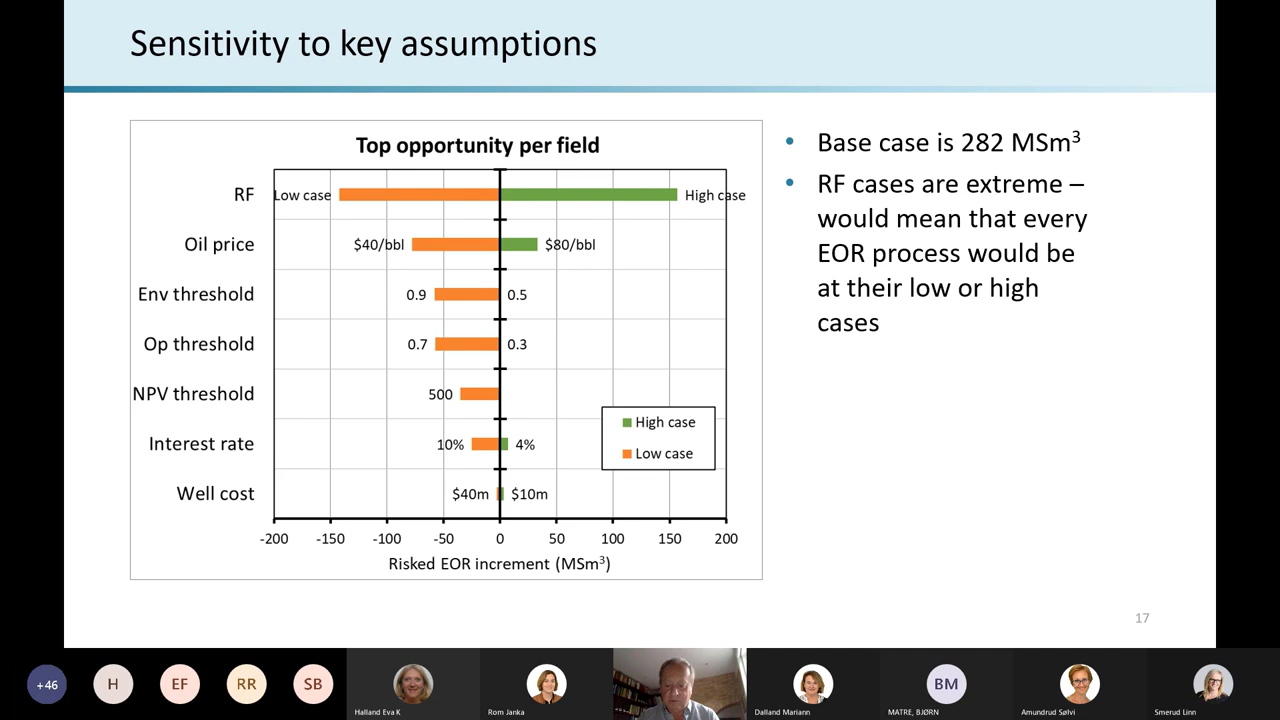 Sensitivity to key assumptions
Top opportunity per field
RF
Low case
High case
Oil price
$40/bbl
$80/bbl
Env threshold
0.9
0.5
Op threshold
0.7
0.3
NPV threshold
500
Interest rate
10%
4%
Well cost
$40m
$10m
High case
Low case
-200 -150 -100 -50 0 50 100 150 200
Risked EOR increment (MSm³)
• Base case is 282 MSm³
• RF cases are extreme –
would mean that every
EOR process would be
at their low or high
cases
17
+46
H
EF
RR
SB
Halland Eva K
Rom Janka
Dalland Mariann
BM
MATRE, BJØRN
Amundrud Sølvi
Smerud Linn